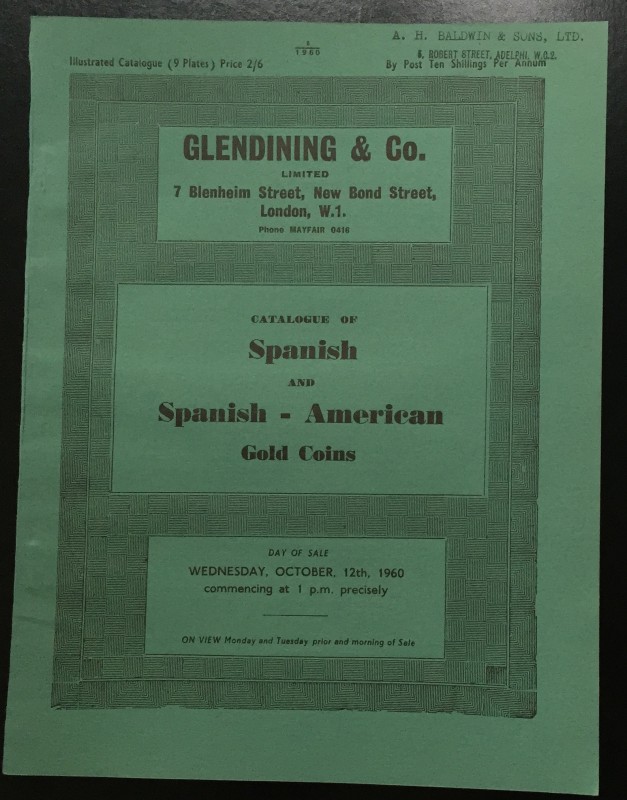 A. H. BALDWIN & SONS, LTD.
6, ROBERT STREET, ADELPHI, W.C.2.
Illustrated Catalogue (9 Plates) Price 2/6
1960
By Post Ten Shillings Per Annum
GLENDINING & Co.
LIMITED
7 Blenheim Street, New Bond Street,
London, W.1.
Phone MAYFAIR 0416
CATALOGUE OF
Spanish
AND
Spanish - American
Gold Coins
DAY OF SALE
WEDNESDAY, OCTOBER, 12th, 1960
commencing at 1 p.m. precisely
ON VIEW Monday and Tuesday prior and morning of Sale